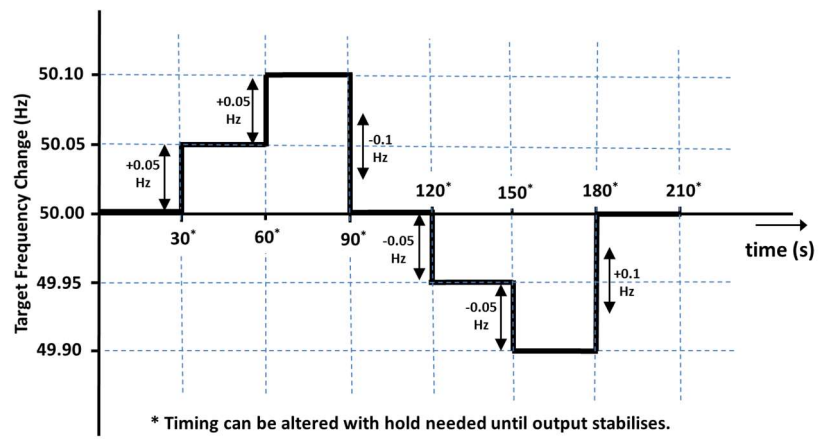 Target Frequency Change (Hz)
50.10
50.05
50.00
49.95
49.90
+0.05
Hz
+0.05
Hz
-0.1
Hz
30*
60*
90*
120*
150*
180*
210*
-0.05
Hz
-0.05
Hz
+0.1
Hz
time (s)
* Timing can be altered with hold needed until output stabilises.